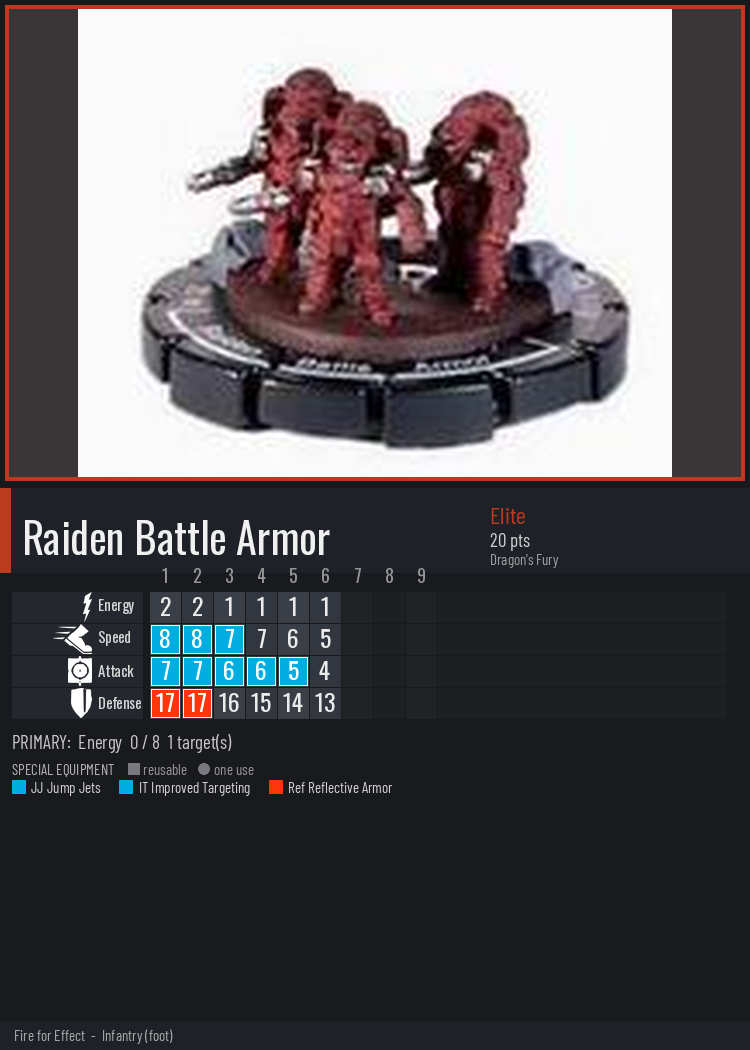 Battle Armor
Raiden Battle Armor
Elite
20 pts
Dragon's Fury
1 2 3 4 5 6 7 8 9
Energy 2 2 1 1 1 1
Speed 8 8 7 7 6 5
Attack 7 7 6 6 5 4
Defense 17 17 16 15 14 13
PRIMARY: Energy 0 / 8 1 target(s)
SPECIAL EQUIPMENT reusable one use
JJ Jump Jets IT Improved Targeting Ref Reflective Armor
Fire for Effect - Infantry (foot)